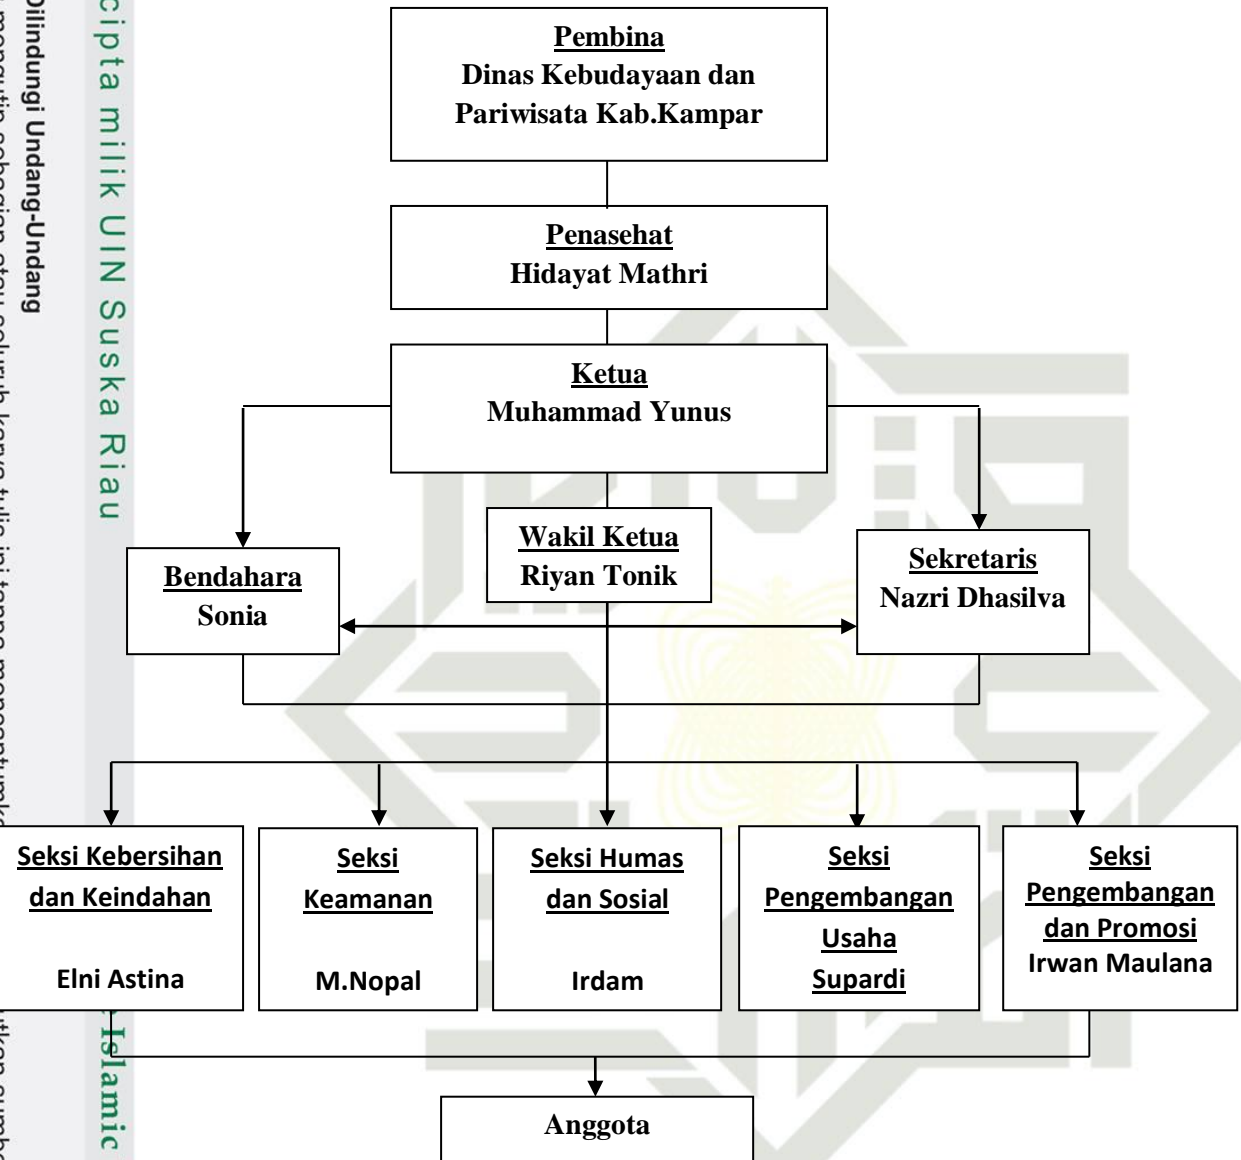 cipta milik UIN Suska Riau
Dilindungi Undang-Undang
Islamic
Pembina
Dinas Kebudayaan dan
Pariwisata Kab.Kampar
Penasehat
Hidayat Mathri
Ketua
Muhammad Yunus
Wakil Ketua
Riyan Tonik
Bendahara
Sonia
Sekretaris
Nazri Dhasilva
Seksi Kebersihan
dan Keindahan
Elni Astina
Seksi
Keamanan
M.Nopal
Seksi Humas
dan Sosial
Irdam
Seksi
Pengembangan
Usaha
Supardi
Seksi
Pengembangan
dan Promosi
Irwan Maulana
Anggota